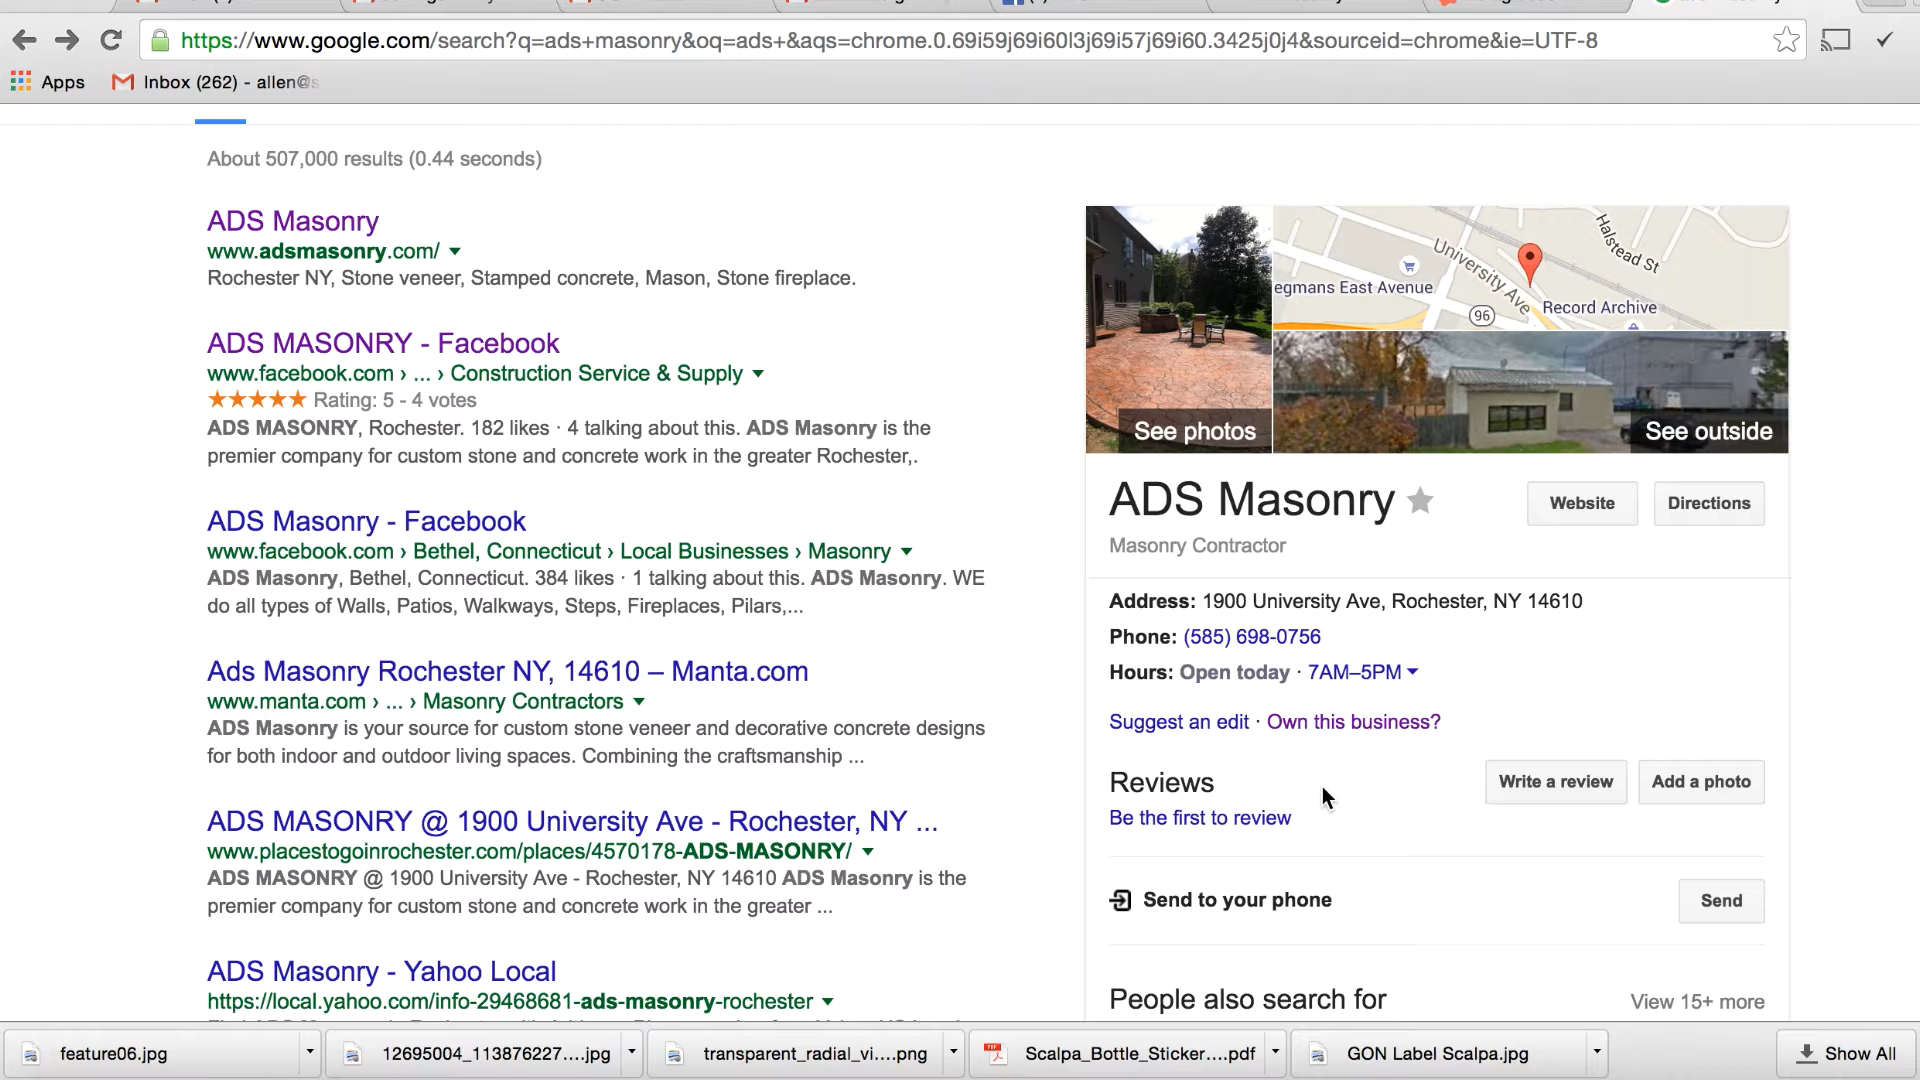 https://www.google.com/search?q=ads+masonry&oq=ads+&aqs=chrome.0.69i59j69i60l3j69i57j69i60.3425j0j4&sourceid=chrome&ie=UTF-8
Apps
Inbox (262) - allen@s
About 507,000 results (0.44 seconds)
ADS Masonry
www.adsmasonry.com/
Rochester NY, Stone veneer, Stamped concrete, Mason, Stone fireplace.
ADS MASONRY - Facebook
www.facebook.com › ... › Construction Service & Supply
Rating: 5 - 4 votes
ADS MASONRY, Rochester. 182 likes · 4 talking about this. ADS Masonry is the
premier company for custom stone and concrete work in the greater Rochester,.
ADS Masonry - Facebook
www.facebook.com › Bethel, Connecticut › Local Businesses › Masonry
ADS Masonry, Bethel, Connecticut. 384 likes · 1 talking about this. ADS Masonry. WE
do all types of Walls, Patios, Walkways, Steps, Fireplaces, Pilars,...
Ads Masonry Rochester NY, 14610 – Manta.com
www.manta.com › ... › Masonry Contractors
ADS Masonry is your source for custom stone veneer and decorative concrete designs
for both indoor and outdoor living spaces. Combining the craftsmanship ...
ADS MASONRY @ 1900 University Ave - Rochester, NY ...
www.placestogoinrochester.com/places/4570178-ADS-MASONRY/
ADS MASONRY @ 1900 University Ave - Rochester, NY 14610 ADS Masonry is the
premier company for custom stone and concrete work in the greater ...
ADS Masonry - Yahoo Local
https://local.yahoo.com/info-29468681-ads-masonry-rochester
Halstead St
University Ave
egmans East Avenue
96
Record Archive
See photos
See outside
ADS Masonry
Website
Directions
Masonry Contractor
Address: 1900 University Ave, Rochester, NY 14610
Phone: (585) 698-0756
Hours: Open today · 7AM–5PM
Suggest an edit · Own this business?
Reviews
Write a review
Add a photo
Be the first to review
Send to your phone
Send
People also search for
View 15+ more
feature06.jpg
12695004_113876227....jpg
transparent_radial_vi....png
Scalpa_Bottle_Sticker....pdf
GON Label Scalpa.jpg
Show All